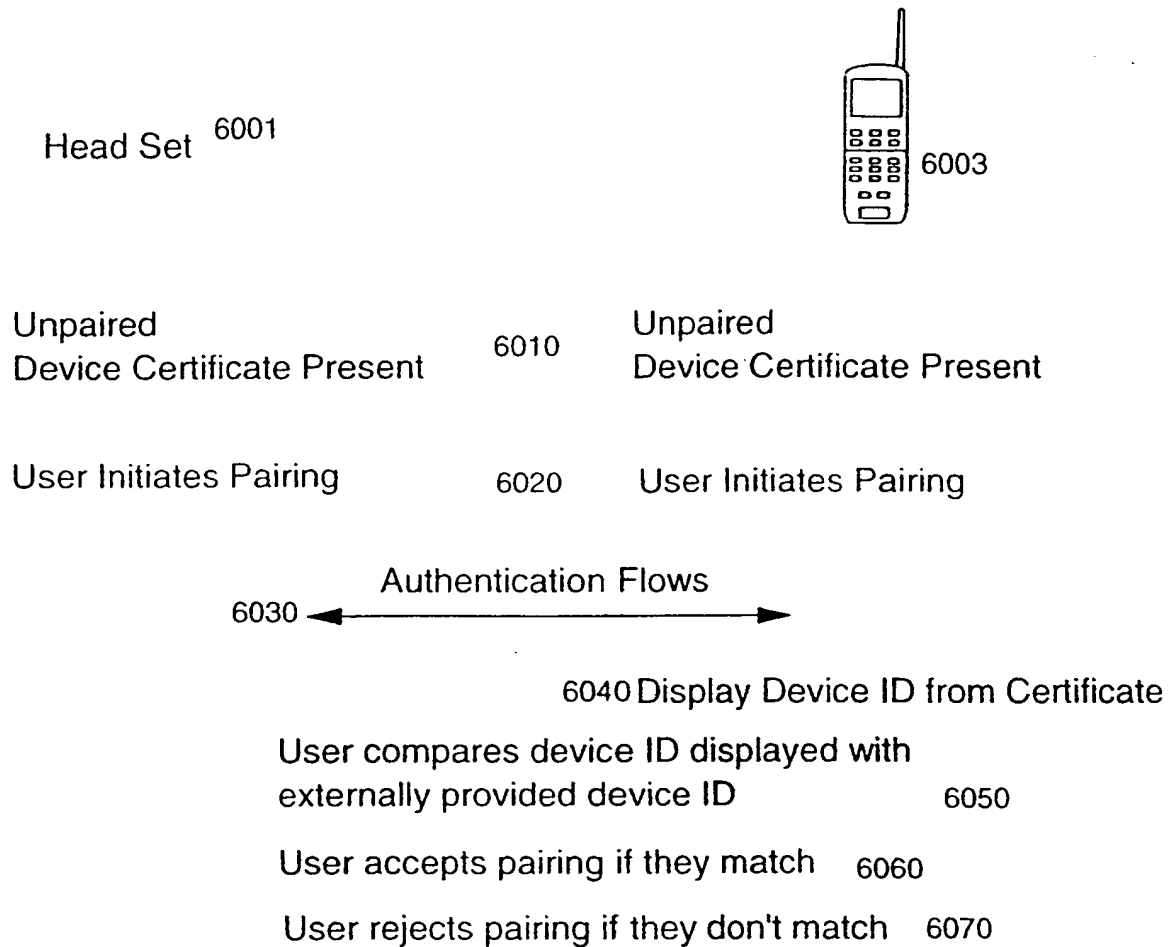 Head Set 6001
6003
Unpaired
Device Certificate Present
6010
Unpaired
Device Certificate Present
User Initiates Pairing 6020 User Initiates Pairing
Authentication Flows
6030
6040 Display Device ID from Certificate
User compares device ID displayed with
externally provided device ID 6050
User accepts pairing if they match 6060
User rejects pairing if they don't match 6070